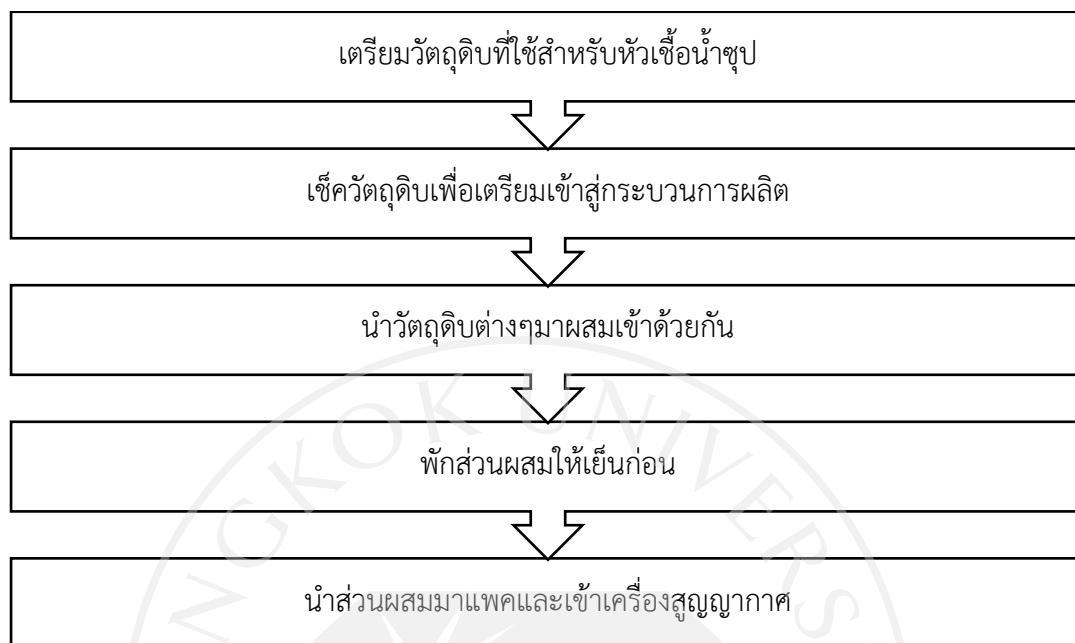 เตรียมวัตถุดิบที่ใช้สำหรับหัวเชื้อน้ำซุป
เช็ควัตถุดิบเพื่อเตรียมเข้าสู่กระบวนการผลิต
นำวัตถุดิบต่างๆมาผสมเข้าด้วยกัน
พักส่วนผสมให้เย็นก่อน
นำส่วนผสมมาแพคและเข้าเครื่องสูญญากาศ
NGKOK UNIVERS